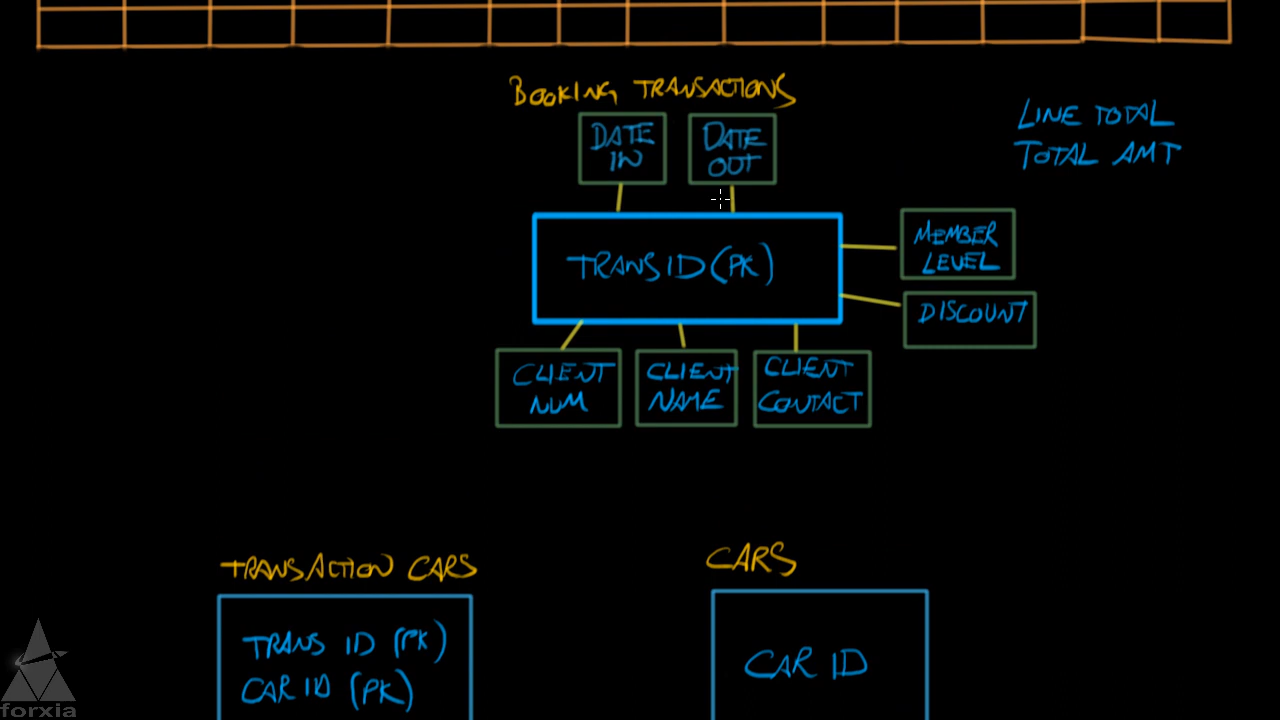 BOOKING TRANSACTIONS
DATE
IN
DATE
OUT
LINE TOTAL
TOTAL AMT
TRANS ID (PK)
MEMBER
LEVEL
DISCOUNT
CLIENT
NUM
CLIENT
NAME
CLIENT
CONTACT
TRANSACTION CARS
CARS
TRANS ID (PK)
CAR ID (PK)
CAR ID
forxia